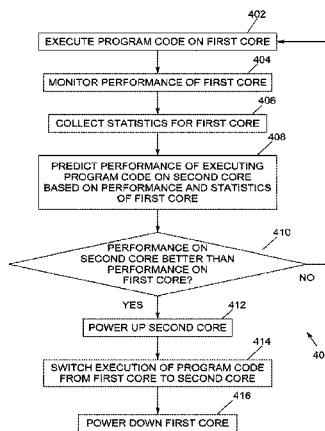 402
EXECUTE PROGRAM CODE ON FIRST CORE
404
MONITOR PERFORMANCE OF FIRST CORE
406
COLLECT STATISTICS FOR FIRST CORE
408
PREDICT PERFORMANCE OF EXECUTING
PROGRAM CODE ON SECOND CORE
BASED ON PERFORMANCE AND STATISTICS
OF FIRST CORE
410
PERFORMANCE ON
SECOND CORE BETTER THAN
PERFORMANCE ON
FIRST CORE?
NO
YES
412
POWER UP SECOND CORE
414
SWITCH EXECUTION OF PROGRAM CODE
FROM FIRST CORE TO SECOND CORE
40
416
POWER DOWN FIRST CORE